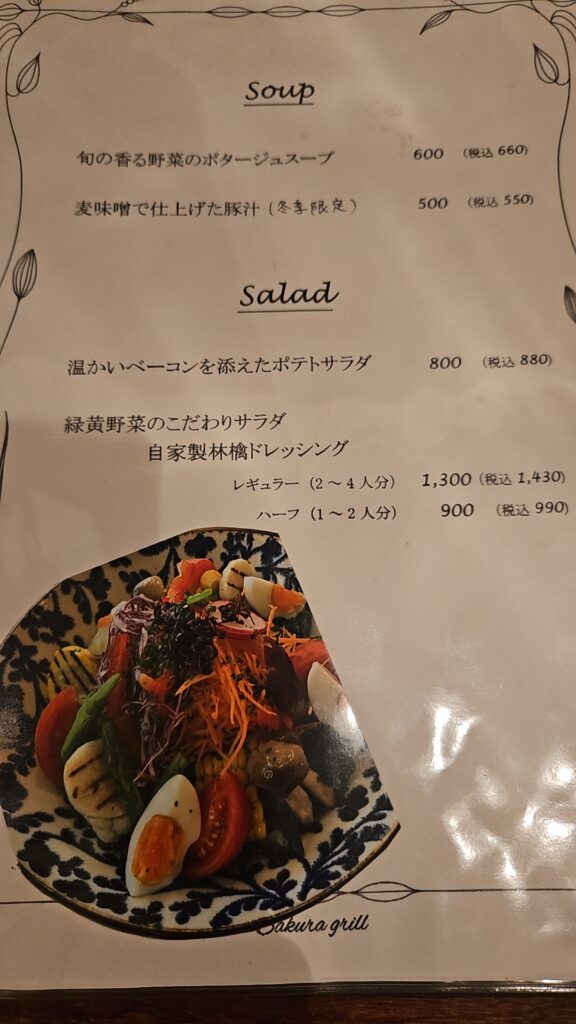 Soup
旬の香る野菜のポタージュスープ 600 (税込 660)
麦味噌で仕上げた豚汁 (冬季限定) 500 (税込 550)
Salad
温かいベーコンを添えたポテトサラダ 800 (税込 880)
緑黄野菜のこだわりサラダ
自家製林檎ドレッシング
レギュラー (2～4人分) 1,300 (税込 1,430)
ハーフ (1～2人分) 900 (税込 990)
Sakura grill